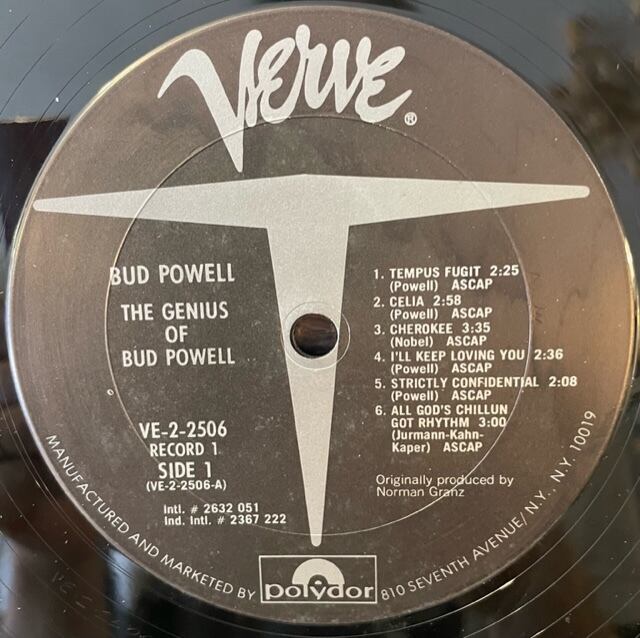 Verve®
BUD POWELL
THE GENIUS
OF
BUD POWELL
VE-2-2506
RECORD 1
SIDE 1
(VE-2-2506-A)
Intl. # 2632 051
Ind. Intl. # 2367 222
1. TEMPUS FUGIT 2:25
(Powell) ASCAP
2. CELIA 2:58
(Powell) ASCAP
3. CHEROKEE 3:35
(Nobel) ASCAP
4. I'LL KEEP LOVING YOU 2:36
(Powell) ASCAP
5. STRICTLY CONFIDENTIAL 2:08
(Powell) ASCAP
6. ALL GOD'S CHILLUN
GOT RHYTHM 3:00
(Jurmann-Kahn-
Kaper) ASCAP
Originally produced by
Norman Granz
MANUFACTURED AND MARKETED BY polydor 810 SEVENTH AVENUE/N.Y., N.Y. 10019